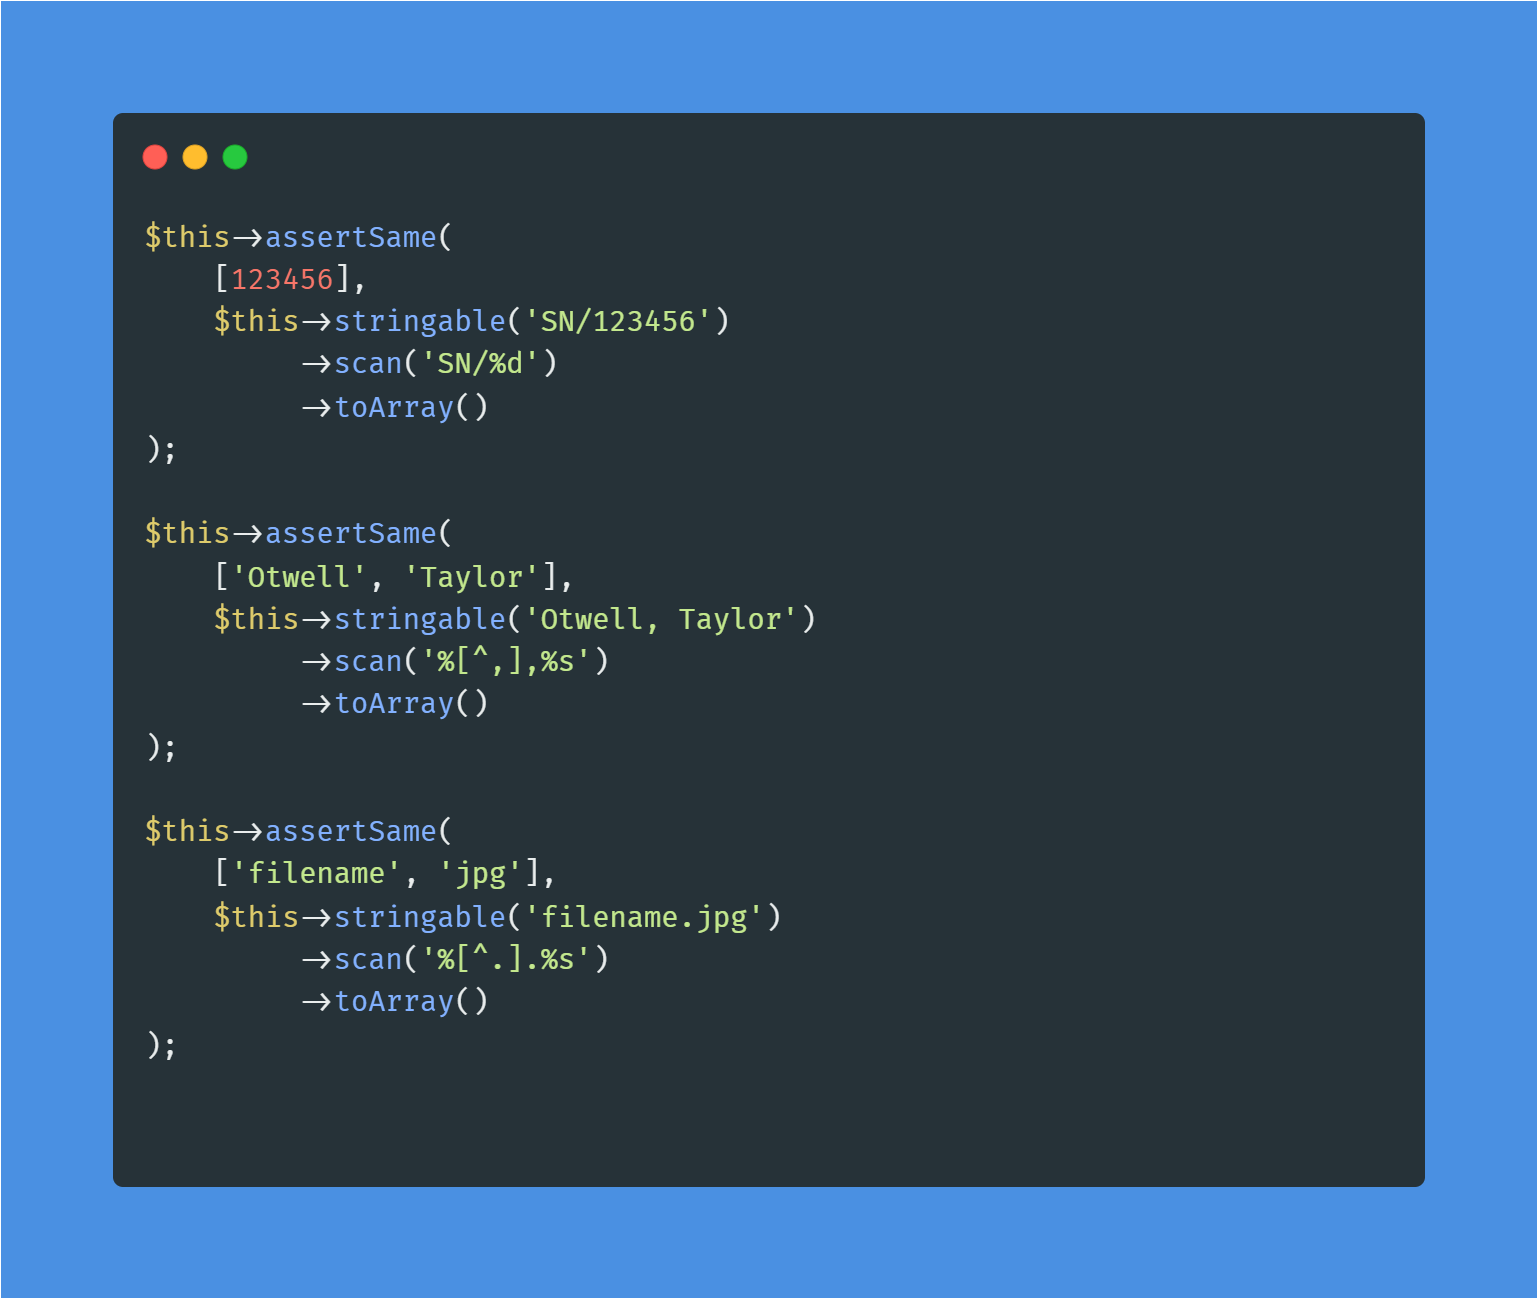 $this->assertSame(
    [123456],
    $this->stringable('SN/123456')
         ->scan('SN/%d')
         ->toArray()
);

$this->assertSame(
    ['Otwell', 'Taylor'],
    $this->stringable('Otwell, Taylor')
         ->scan('%[^,],%s')
         ->toArray()
);

$this->assertSame(
    ['filename', 'jpg'],
    $this->stringable('filename.jpg')
         ->scan('%[^.].%s')
         ->toArray()
);